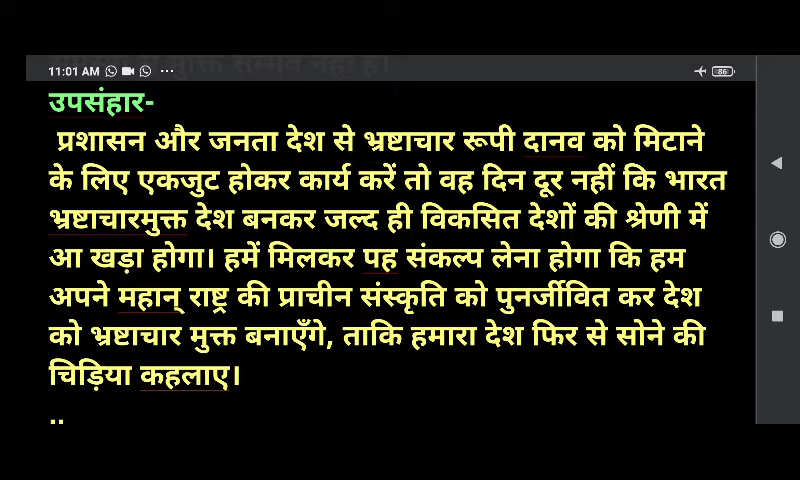 11:01 AM ...
86
उपसंहार-
प्रशासन और जनता देश से भ्रष्टाचार रूपी दानव को मिटाने
के लिए एकजुट होकर कार्य करें तो वह दिन दूर नहीं कि भारत
भ्रष्टाचारमुक्त देश बनकर जल्द ही विकसित देशों की श्रेणी में
आ खड़ा होगा। हमें मिलकर पह संकल्प लेना होगा कि हम
अपने महान् राष्ट्र की प्राचीन संस्कृति को पुनर्जीवित कर देश
को भ्रष्टाचार मुक्त बनाएँगे, ताकि हमारा देश फिर से सोने की
चिड़िया कहलाए।
..